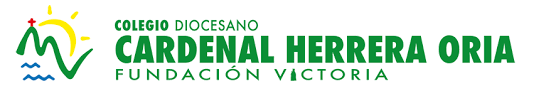 COLEGIO DIOCESANO
CARDENAL HERRERA ORIA
FUNDACIÓN VICTORIA